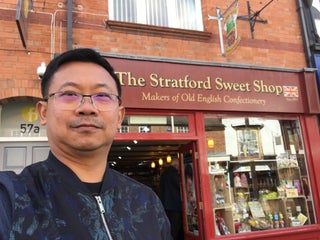 The Stratford Sweet Shop
Makers of Old English Confectionery
57a